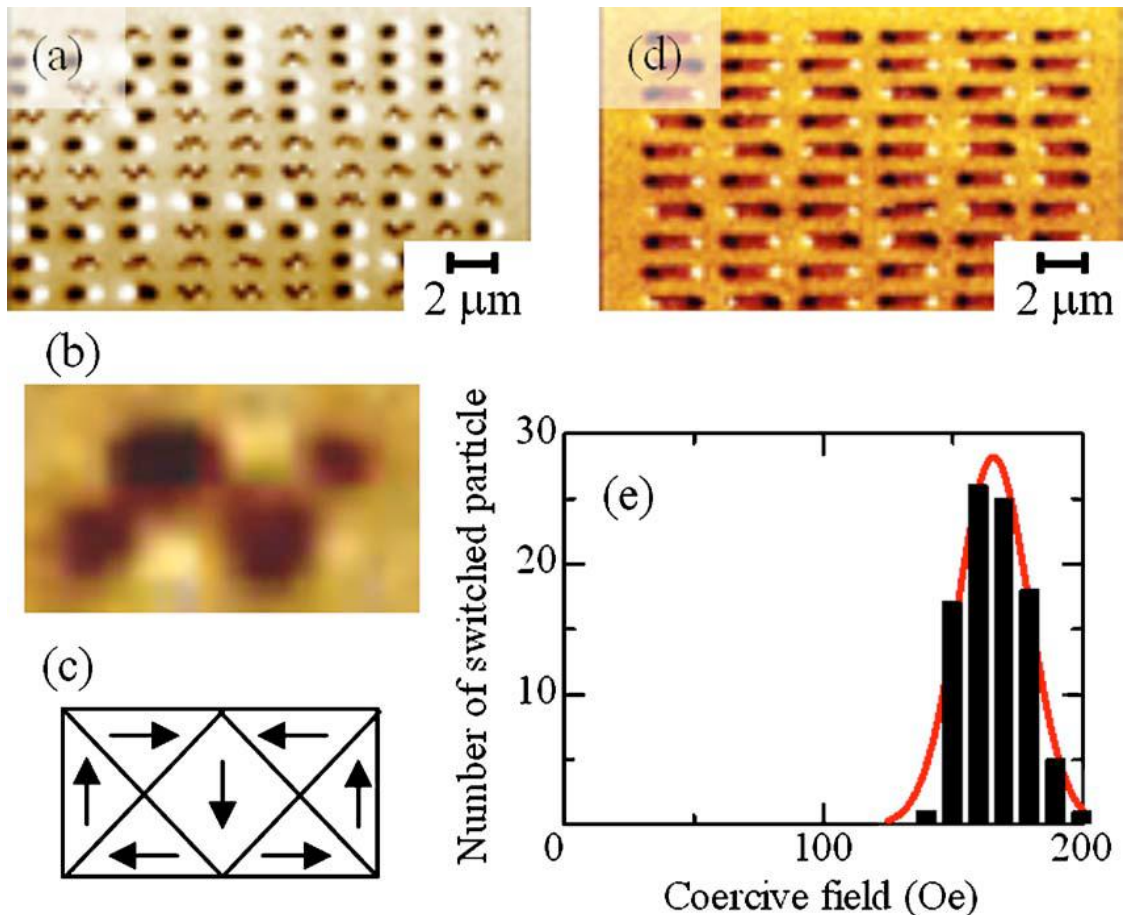 (a)
2 μm
(d)
2 μm
(b)
(c)
(e)
Number of switched particle
30
20
10
0
100
200
Coercive field (Oe)